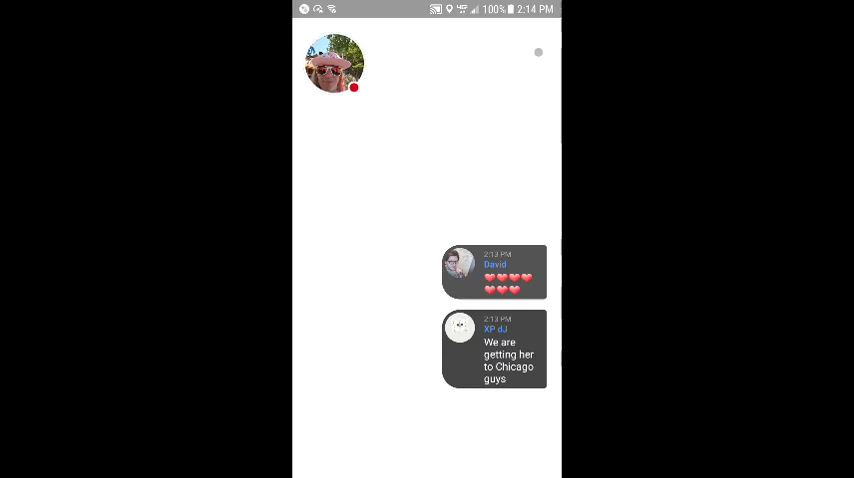 100% 2:14 PM
2:13 PM
David
2:13 PM
XP dJ
We are
getting her
to Chicago
guys